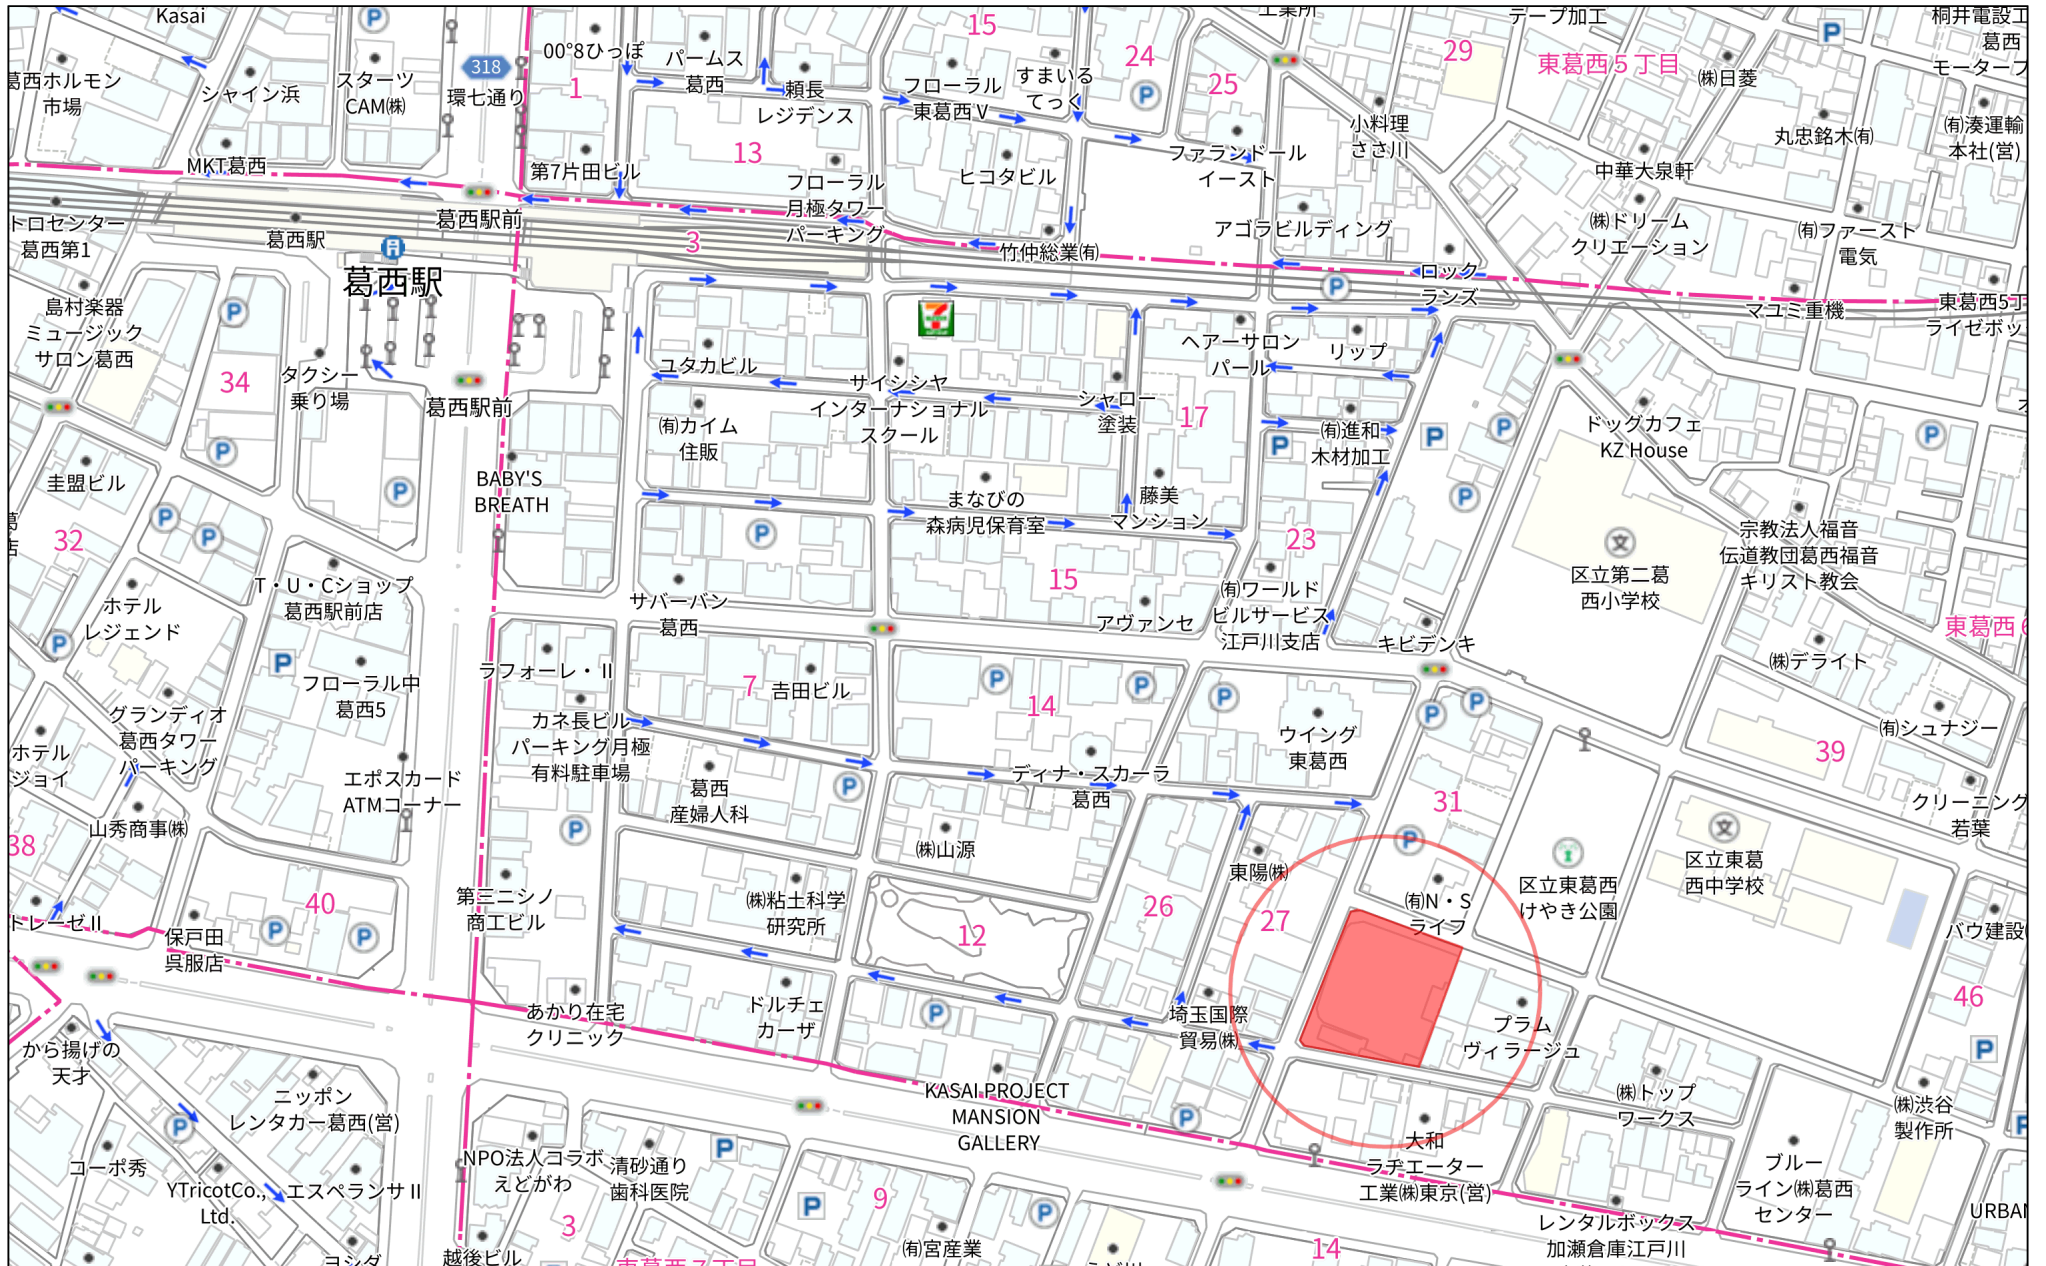 Kasai
15
工業所
テープ加工
桐井電設工
00°8ひっぽ
パームス
葛西
24
29
東葛西5丁目
P
葛西
モータープ
318
環七通り
1
葛西ホルモン
市場
シャイン浜
スターツ
CAM㈱
頼長
レジデンス
フローラル
東葛西Ⅴ
すまいる
てっく
25
P
㈱日菱
小料理
ささ川
丸忠銘木㈲
㈲湊運輸
本社(営)
MKT葛西
第7片田ビル
13
フローラル
月極タワー
パーキング
ヒコタビル
ファランドール
イースト
中華大泉軒
トロセンター
葛西第1
葛西駅
葛西駅前
3
竹仲総業㈲
アゴラビルディング
㈱ドリーム
クリエーション
㈲ファースト
電気
葛西駅
ロック
ランズ
P
島村楽器
ミュージック
サロン葛西
P
マユミ重機
東葛西5丁
ライゼボッ
34
タクシー
乗り場
葛西駅前
ユタカビル
サイシシヤ
インターナショナル
スクール
シャロー
塗装
ヘアーサロン
パール
リップ
17
㈲カイム
住販
㈲進和
木材加工
P
P
P
ドッグカフェ
KZ House
P
圭盟ビル
P
P
BABY'S
BREATH
まなびの
森病児保育室
藤美
マンション
P
32
P
P
P
23
宗教法人福音
伝道教団葛西福音
キリスト教会
区立第二葛
西小学校
T・U・Cショップ
葛西駅前店
15
㈲ワールド
ビルサービス
江戸川支店
ホテル
レジェンド
サバーバン
葛西
アヴァンセ
キビデンキ
東葛西6
P
P
ラフォーレ・Ⅱ
7
吉田ビル
P
P
P
㈱デライト
フローラル中
葛西5
14
P
P
グランディオ
葛西タワー
パーキング
カネ長ビル
パーキング月極
有料駐車場
ウイング
東葛西
㈲シュナジー
39
ホテル
ジョイ
エポスカード
ATMコーナー
葛西
産婦人科
P
ディナ・スカーラ
葛西
31
クリーニング
若葉
山秀商事㈱
38
P
㈱山源
東陽㈱
P
区立東葛
西中学校
第三ニシノ
商工ビル
㈱粘土科学
研究所
26
27
㈲N・S
ライフ
区立東葛西
けやき公園
40
トレーゼⅡ
P
P
保戸田
呉服店
12
バウ建設
46
あかり在宅
クリニック
ドルチェ
カーザ
P
埼玉国際
貿易㈱
プラム
ヴィラージュ
P
から揚げの
天才
ニッポン
レンタカー葛西(営)
KASAI PROJECT
MANSION
GALLERY
P
㈱トップ
ワークス
㈱渋谷
製作所
P
P
大和
ラヂエーター
工業㈱東京(営)
コーポ秀
NPO法人コラボ
えどがわ
清砂通り
歯科医院
P
ブルー
ライン㈱葛西
センター
YTricotCo.,
Ltd.
エスペランサⅡ
3
P
9
P
URBAN
レンタルボックス
加瀬倉庫江戸川
ヨシダ
越後ビル
東葛西7丁目
㈲宮産業
14